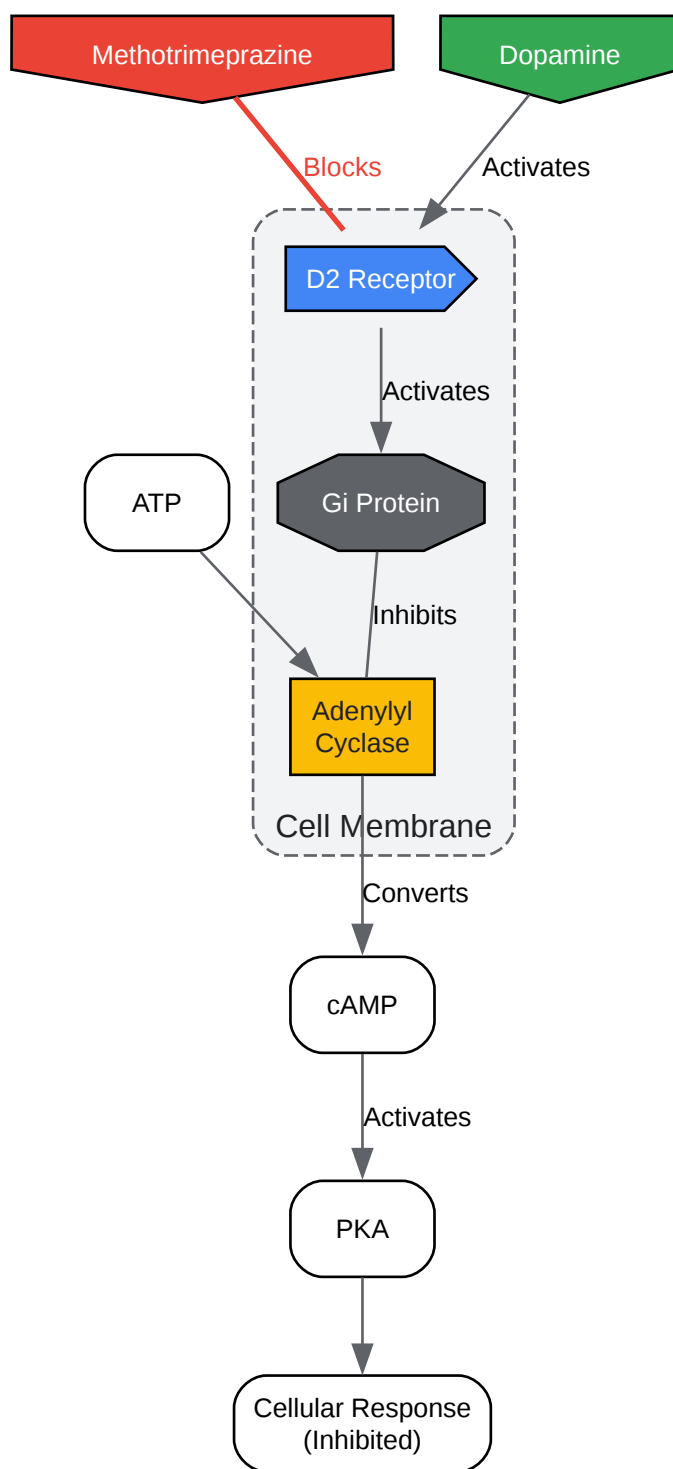 Methotrimeprazine
Dopamine
Blocks
Activates
D2 Receptor
Activates
ATP
Gi Protein
Inhibits
Adenylyl
Cyclase
Cell Membrane
Converts
cAMP
Activates
PKA
Cellular Response
(Inhibited)